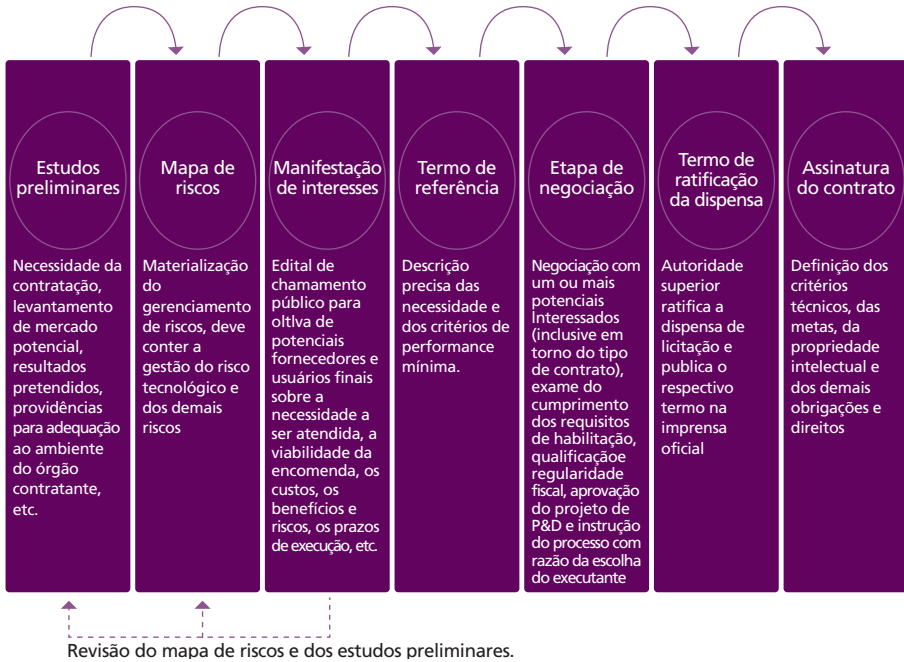 Estudos
preliminares
Necessidade da
contratação,
levantamento
de mercado
potencial,
resultados
pretendidos,
providências
para adequação
ao ambiente
do órgão
contratante,
etc.
Mapa de
riscos
Materialização
do
gerenciamento
de riscos, deve
conter a
gestão do risco
tecnológico e
dos demais
riscos
Manifestação
de interesses
Edital de
chamamento
público para
oltlva de
potenciais
fornecedores e
usuários finais
sobre a
necessidade a
ser atendida, a
viabilidade da
encomenda, os
custos, os
benefícios e
riscos, os prazos
de execução, etc.
Termo de
referência
Descrição
precisa das
necessidade e
dos critérios de
performance
mínima.
Etapa de
negociação
Negociação com
um ou mais
potenciais
Interessados
(inclusive em
torno do tipo
de contrato),
exame do
cumprimento
dos requisitos
de habilitação,
qualificaçãoe
regularidade
fiscal, aprovação
do projeto de
P&D e instrução
do processo com
razão da escolha
do executante
Termo de
ratificação
da dispensa
Autoridade
superior
ratifica a
dispensa de
licitação e
publica o
respectivo
termo na
imprensa
oficial
Assinatura
do contrato
Definição dos
critérios
técnicos, das
metas, da
propriedade
intelectual e
dos demais
obrigações e
direitos
Revisão do mapa de riscos e dos estudos preliminares.